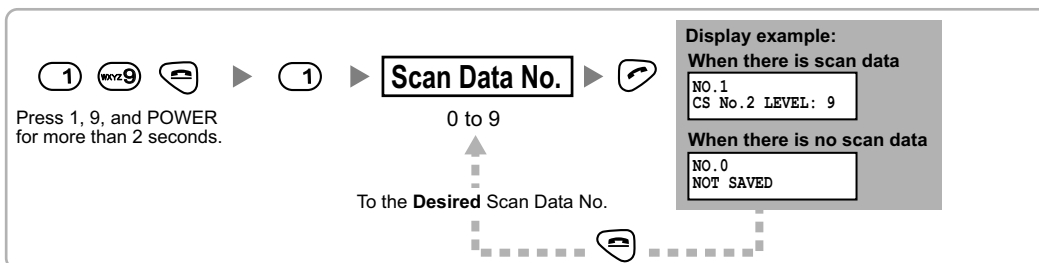 1) WXYZ9
Press 1, 9, and POWER
for more than 2 seconds.
1)
Scan Data No.
0 to 9
To the Desired Scan Data No.
Display example:
When there is scan data
NO.1
CS No.2 LEVEL: 9
When there is no scan data
NO.0
NOT SAVED